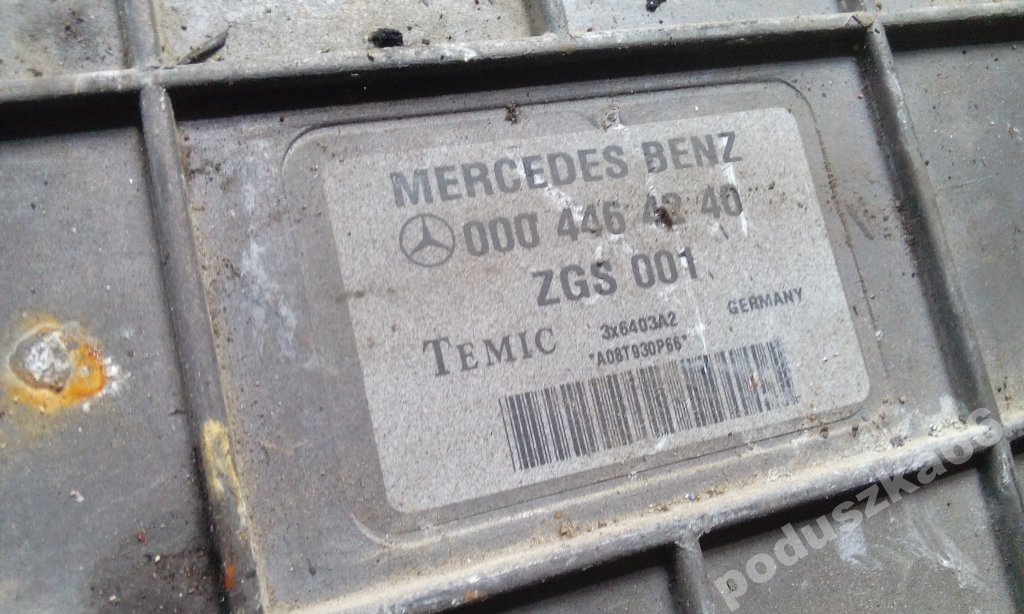 MERCEDES BENZ
000 446 42 40
ZGS 001
TEMIC
3x6403A2
GERMANY
"A08T930P66"
poduszka06